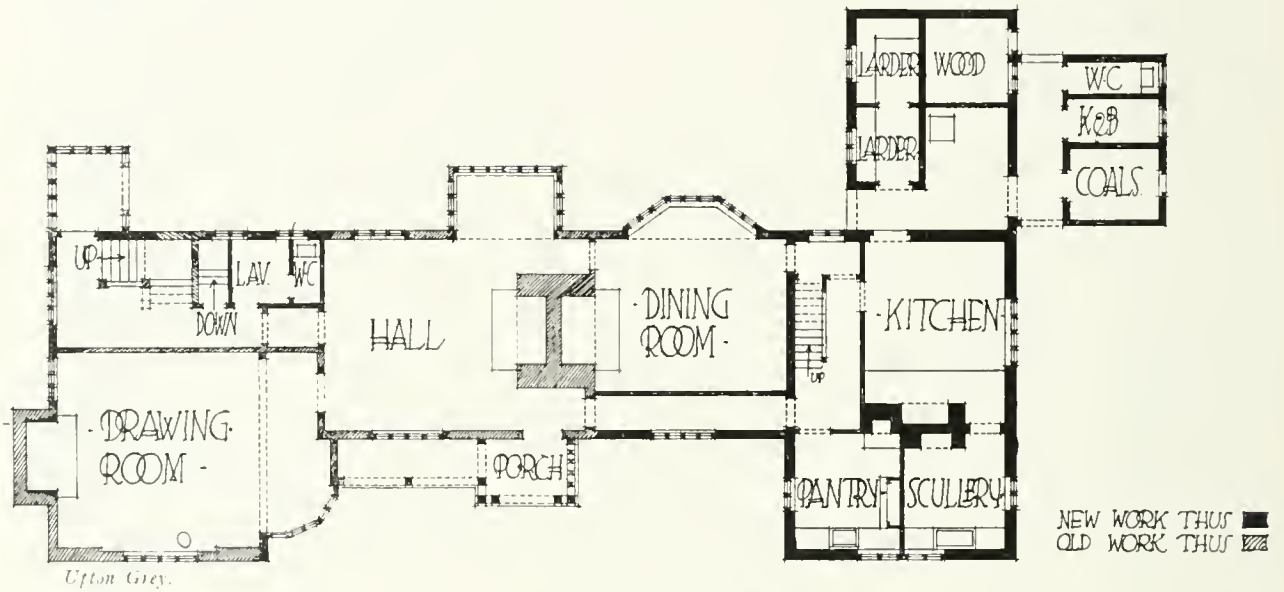 LARDER
WOOD
W·C
K&B
LARDER
COALS
UP
LAV.
WC
DOWN
HALL
·DINING
ROOM·
·KITCHEN·
UP
·DRAWING·
ROOM·
PORCH
PANTRY·
SCULLERY·
NEW WORK THUS
OLD WORK THUS
Upton Grey.